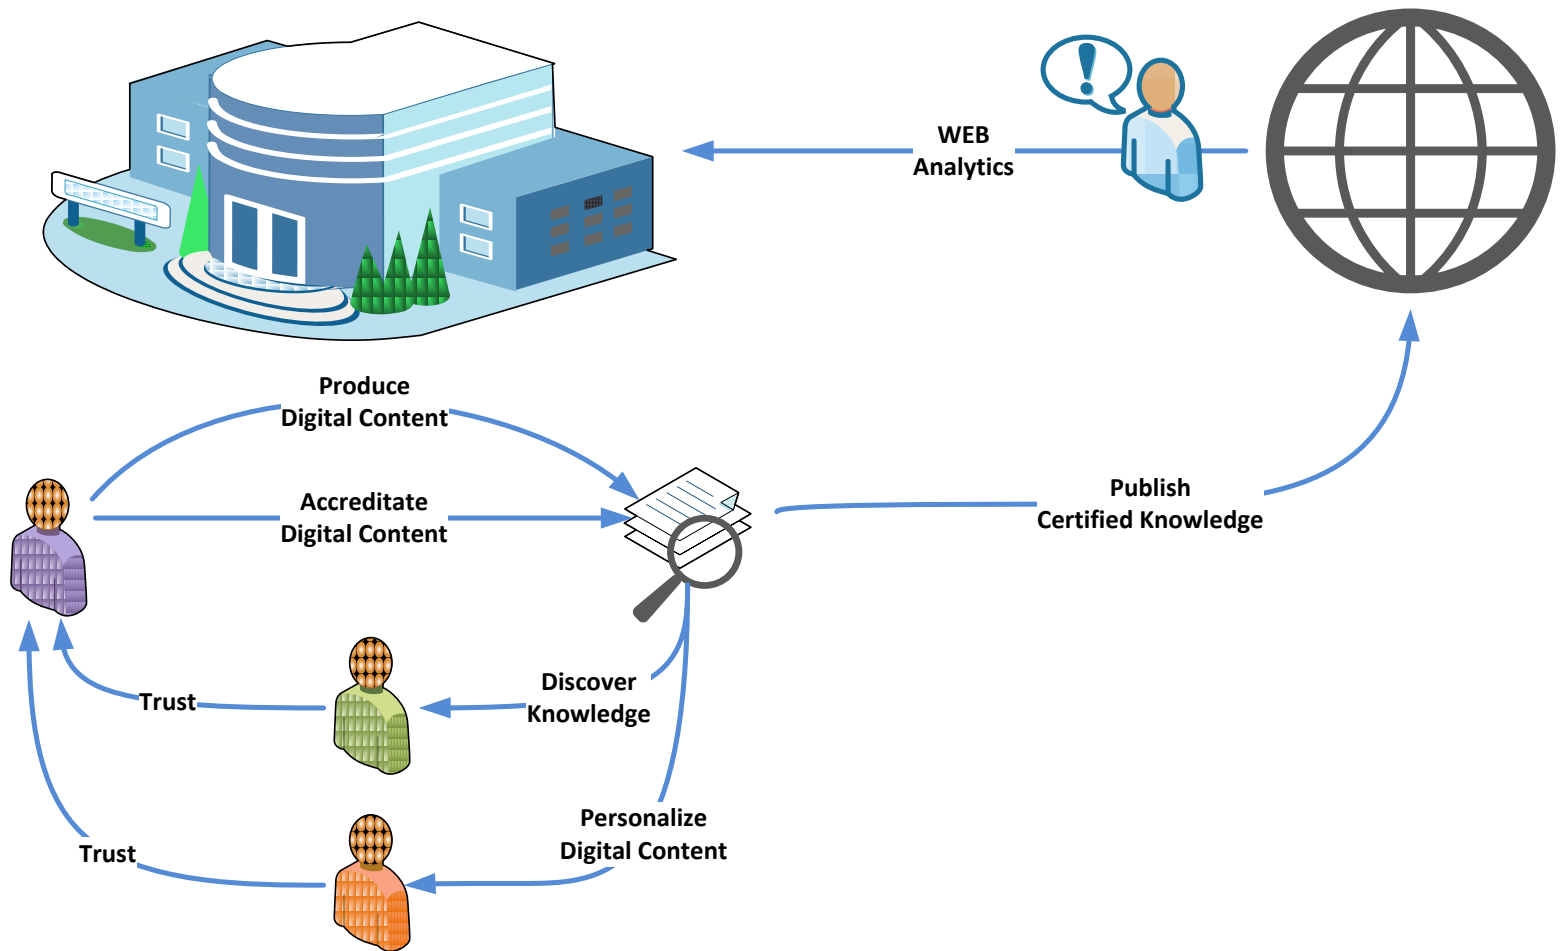 WEB
Analytics
Produce
Digital Content
Accreditate
Digital Content
Publish
Certified Knowledge
Discover
Knowledge
Trust
Personalize
Digital Content
Trust